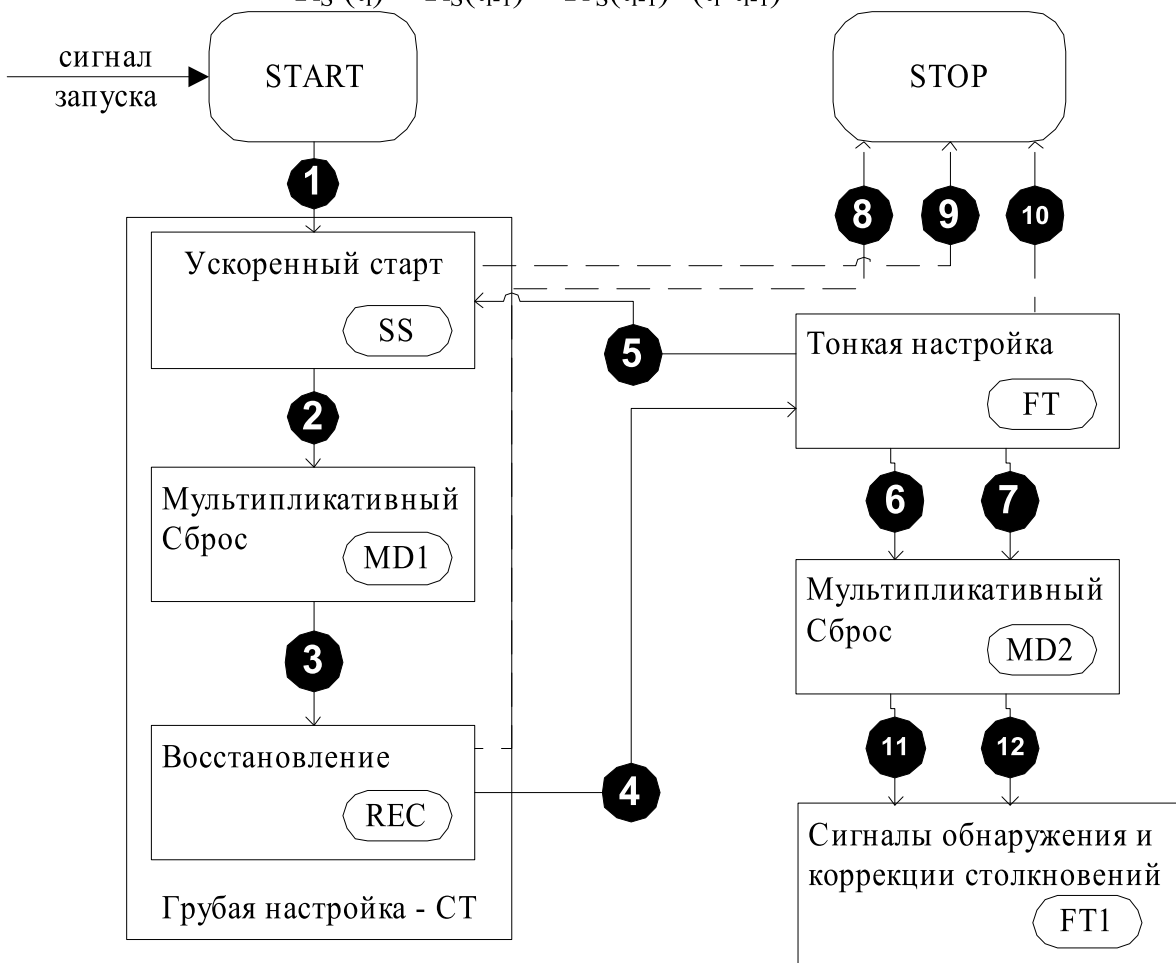 сигнал
запуска
START
STOP
1
8
9
10
Ускоренный старт
SS
5
Тонкая настройка
FT
2
6
7
Мультипликативный
Сброс
MD1
Мультипликативный
Сброс
MD2
3
11
12
Восстановление
REC
4
Сигналы обнаружения и
коррекции столкновений
FT1
Грубая настройка - CT